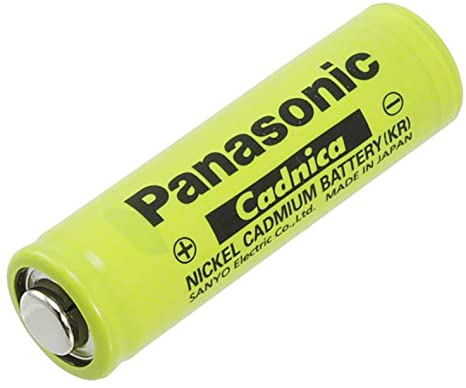 Panasonic
Cadnica
NICKEL CADMIUM BATTERY(KR)
SANYO Electric Co.,Ltd. MADE IN JAPAN